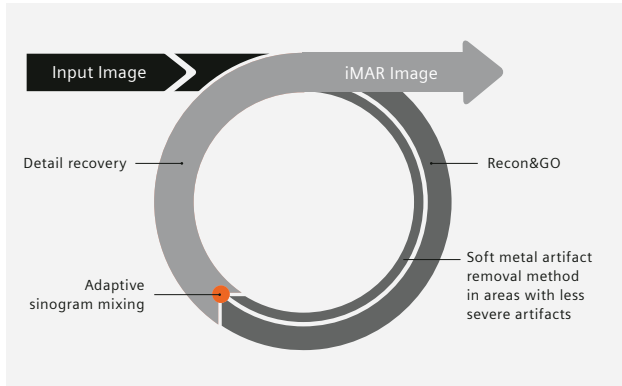 Input Image
iMAR Image
Detail recovery
Recon&GO
Adaptive
sinogram mixing
Soft metal artifact
removal method
in areas with less
severe artifacts